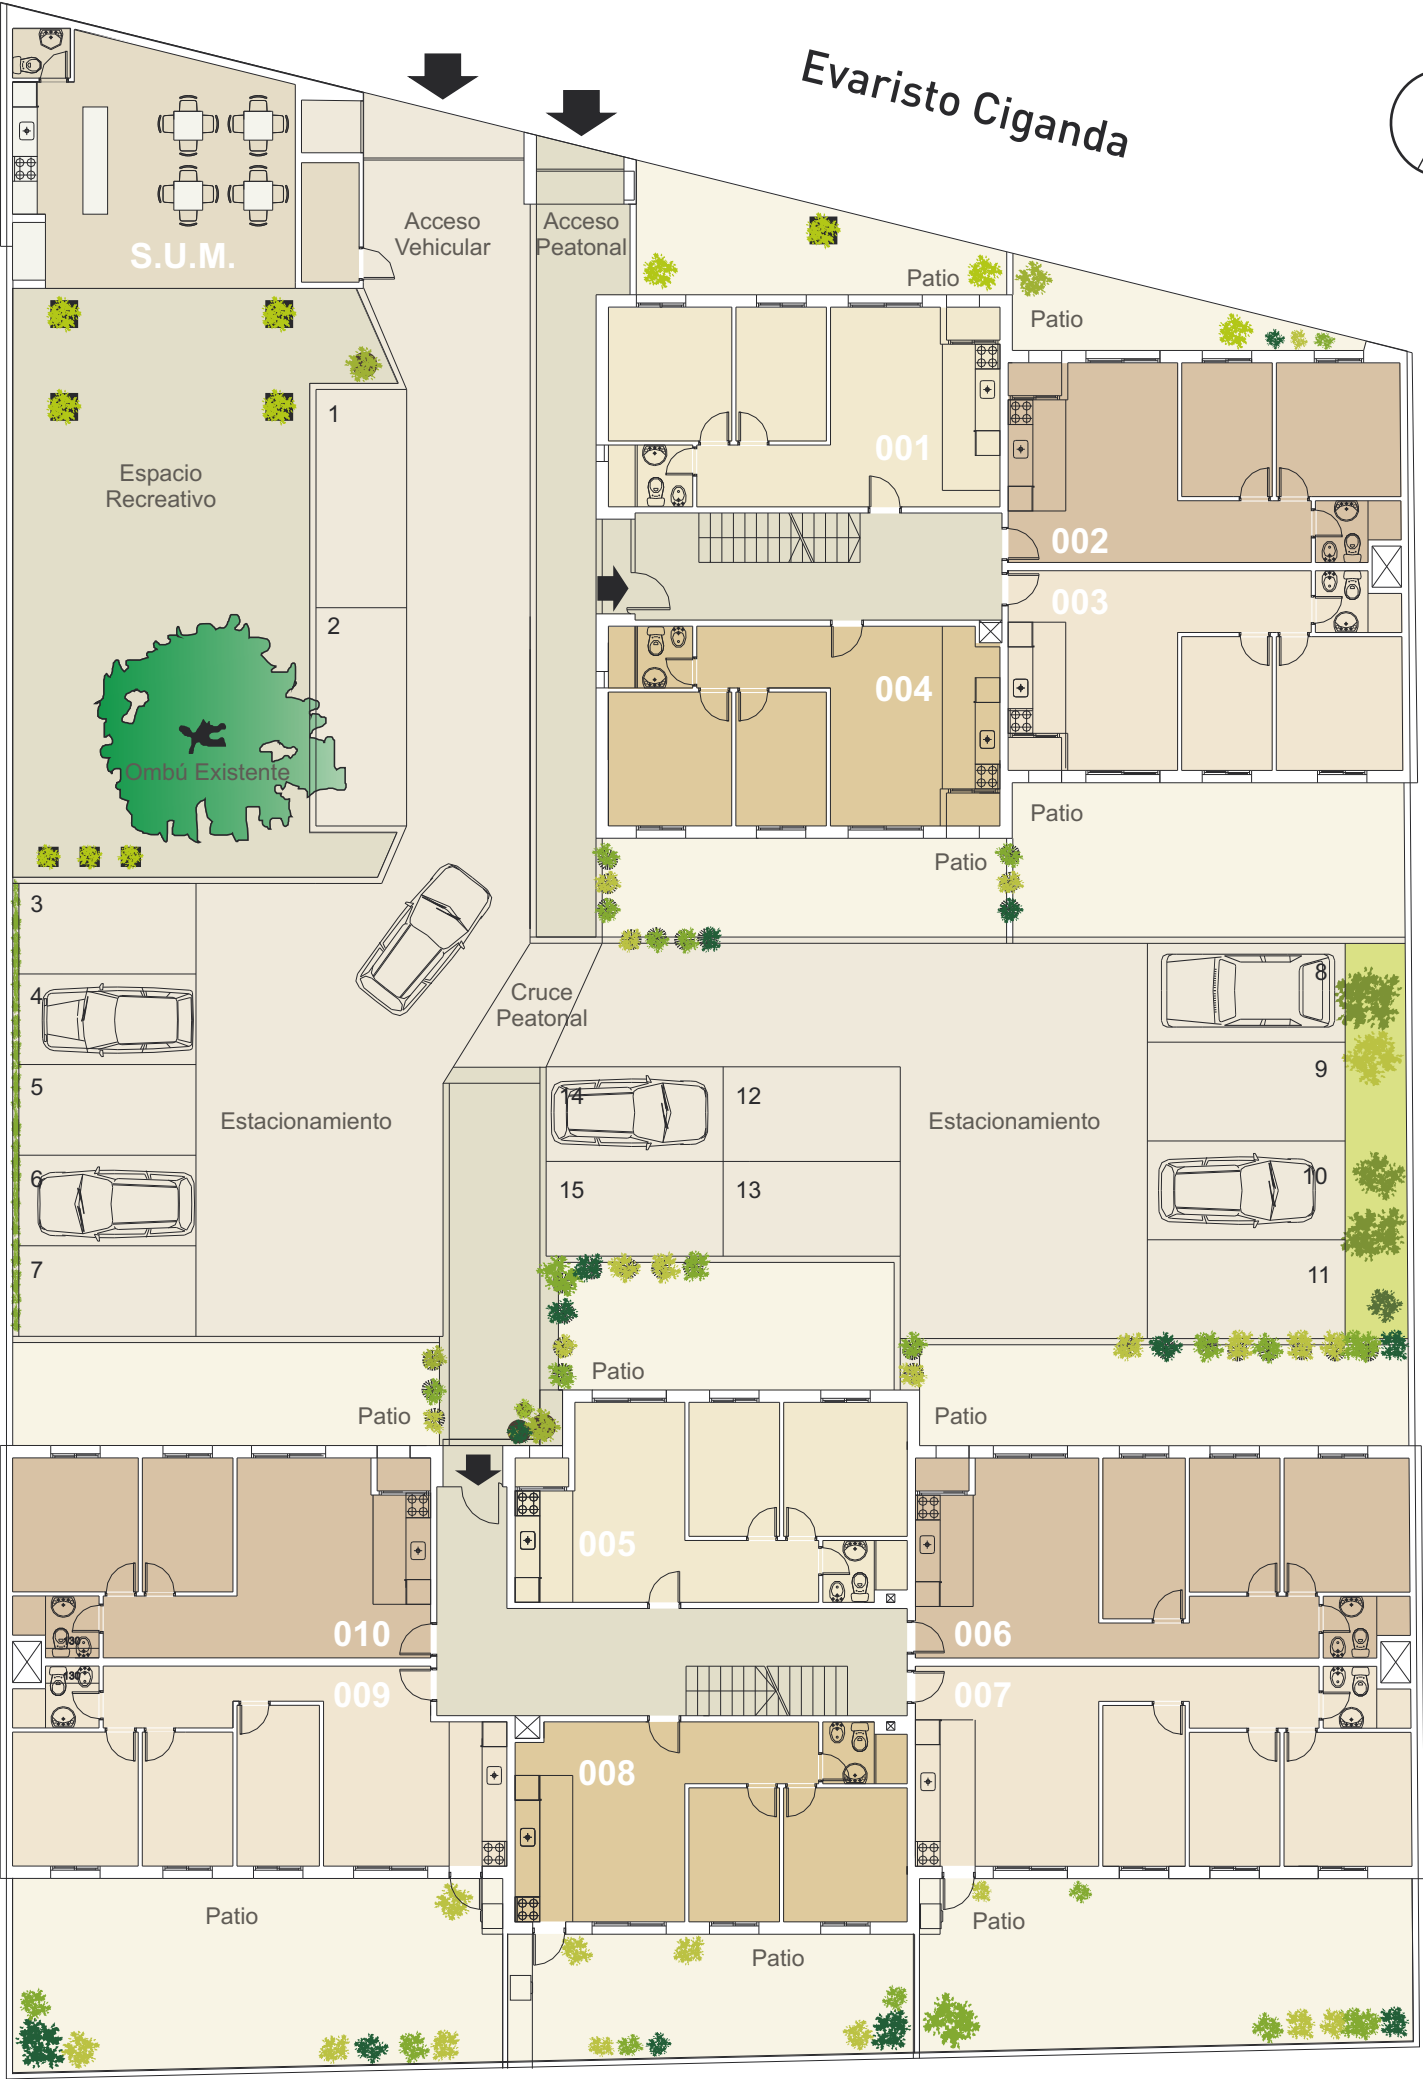 Evaristo Ciganda
S.U.M.
Acceso
Vehicular
Acceso
Peatonal
Patio
Patio
1
Espacio
Recreativo
001
002
003
2
004
Ombú Existente
Patio
Patio
3
4
5
6
7
Cruce
Peatonal
8
9
10
11
Estacionamiento
14
12
15
13
Estacionamiento
Patio
Patio
Patio
005
010
006
009
007
130
130
008
Patio
Patio
Patio